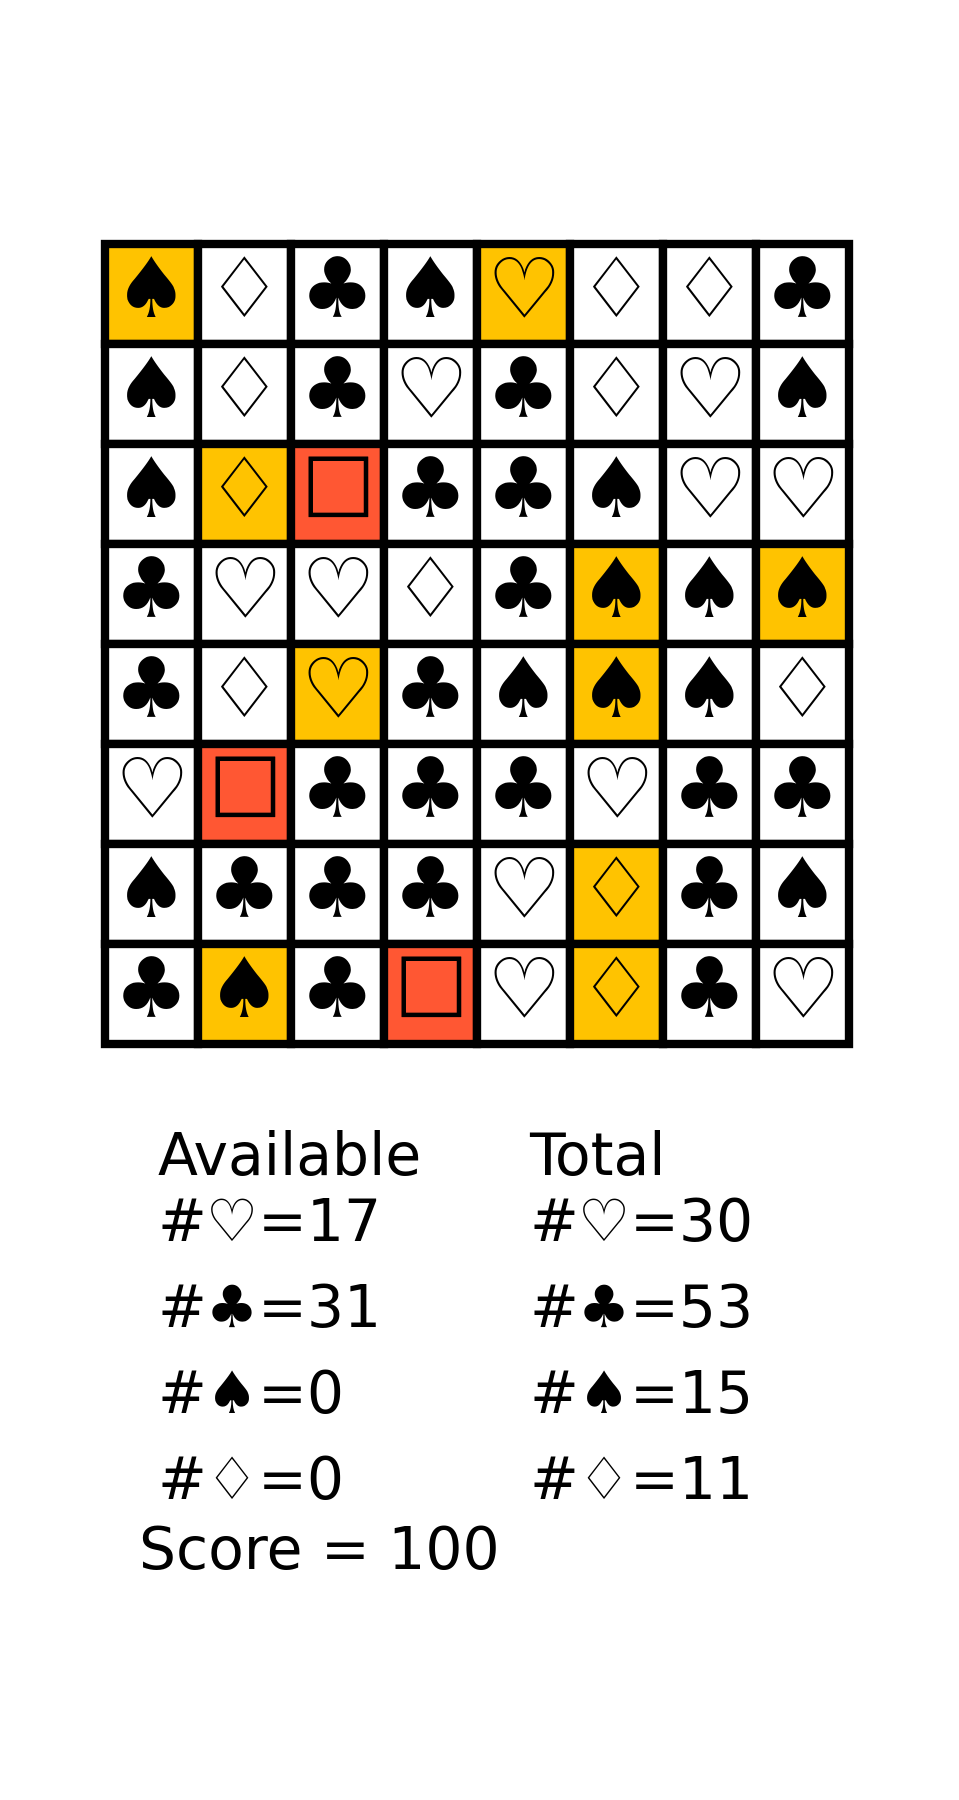 ♠ ♢ ♣ ♠ ♡ ♢ ♢ ♣
♠ ♢ ♣ ♡ ♣ ♢ ♡ ♠
♠ ♢ □ ♣ ♣ ♠ ♡ ♡
♣ ♡ ♡ ♢ ♣ ♠ ♠ ♠
♣ ♢ ♡ ♣ ♠ ♠ ♠ ♢
♡ □ ♣ ♣ ♣ ♡ ♣ ♣
♠ ♣ ♣ ♣ ♡ ♢ ♣ ♠
♣ ♠ ♣ □ ♡ ♢ ♣ ♡
Available
#♡=17
#♣=31
#♠=0
#♢=0
Total
#♡=30
#♣=53
#♠=15
#♢=11
Score = 100